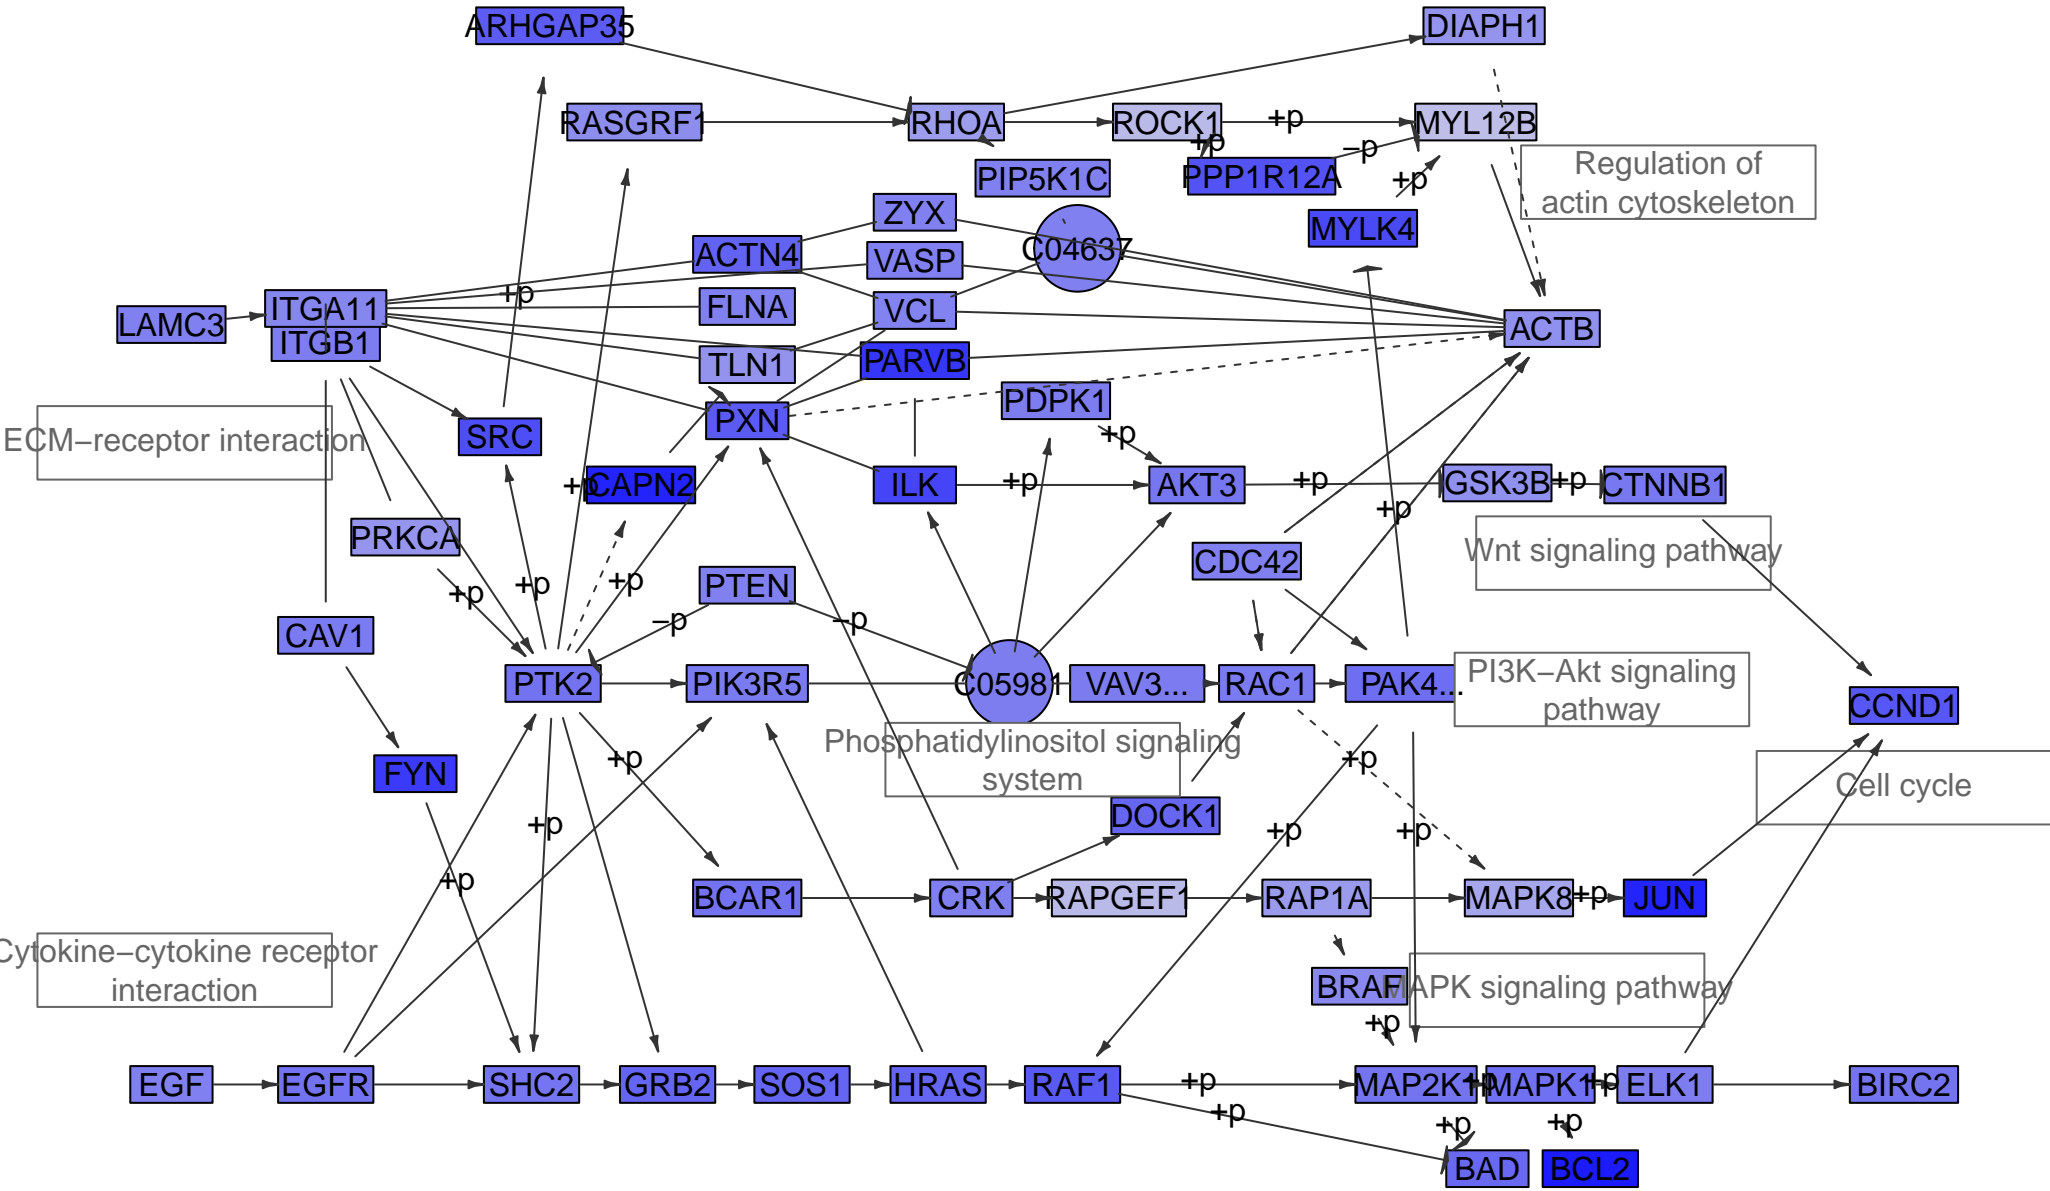 ARHGAP35
DIAPH1
RASGRF1
RHOA
ROCK1
+p
MYL12B
+p
−p
PIP5K1C
PPP1R12A
+p
Regulation of
actin cytoskeleton
ZYX
MYLK4
ACTN4
VASP
C04637
+p
LAMC3
ITGA11
FLNA
VCL
ITGB1
ACTB
TLN1
PARVB
PDPK1
PXN
+p
ECM−receptor interaction
SRC
+p
CAPN2
ILK
+p
AKT3
+p
GSK3B
+p
CTNNB1
+p
PRKCA
CDC42
Wnt signaling pathway
+p
+p
+p
PTEN
−p
−p
CAV1
PTK2
PIK3R5
C05981
VAV3...
RAC1
PAK4...
PI3K−Akt signaling
pathway
CCND1
Phosphatidylinositol signaling
system
+p
+p
FYN
Cell cycle
DOCK1
+p
+p
+p
+p
BCAR1
CRK
RAPGEF1
RAP1A
MAPK8
+p
JUN
Cytokine−cytokine receptor
interaction
BRAF
MAPK signaling pathway
+p
EGF
EGFR
SHC2
GRB2
SOS1
HRAS
RAF1
+p
MAP2K1
+p
MAPK1
+p
ELK1
BIRC2
+p
+p
+p
BAD
BCL2